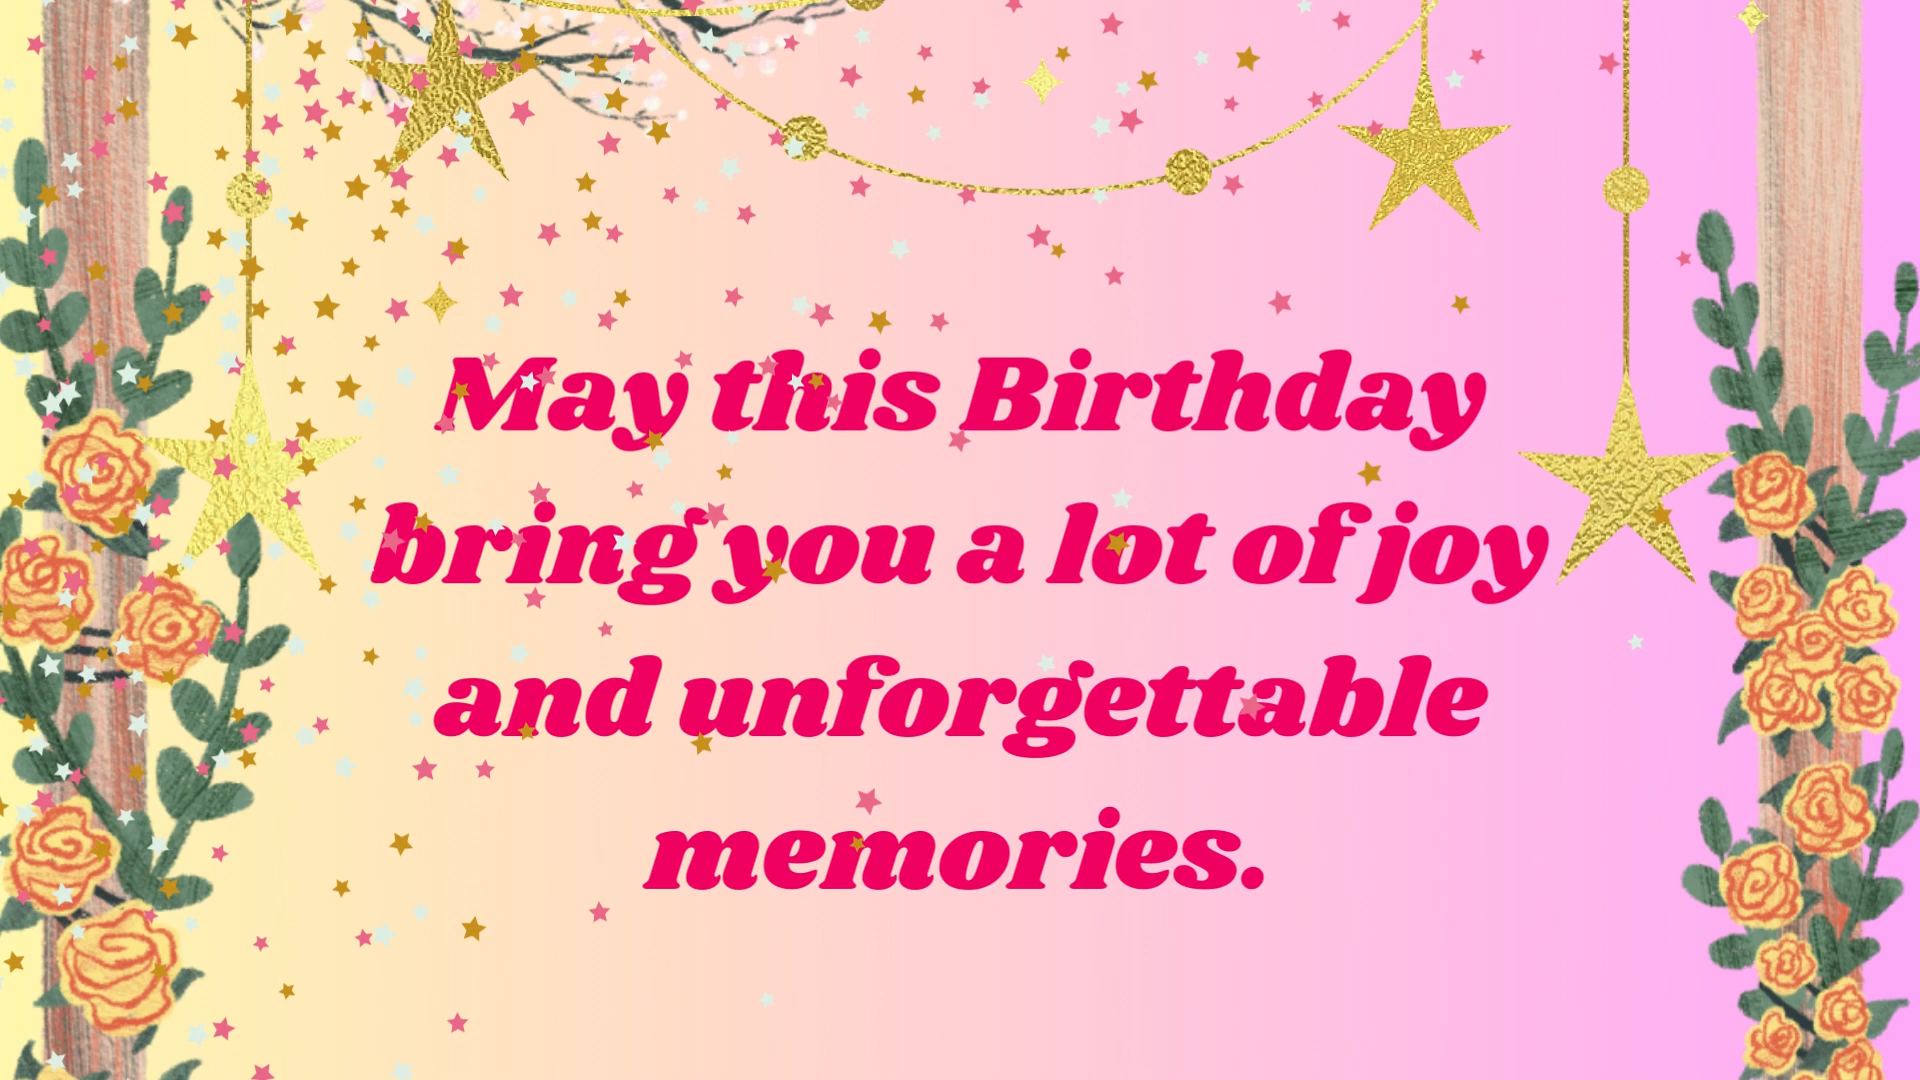 May this Birthday
bring you a lot of joy
and unforgettable
memories.